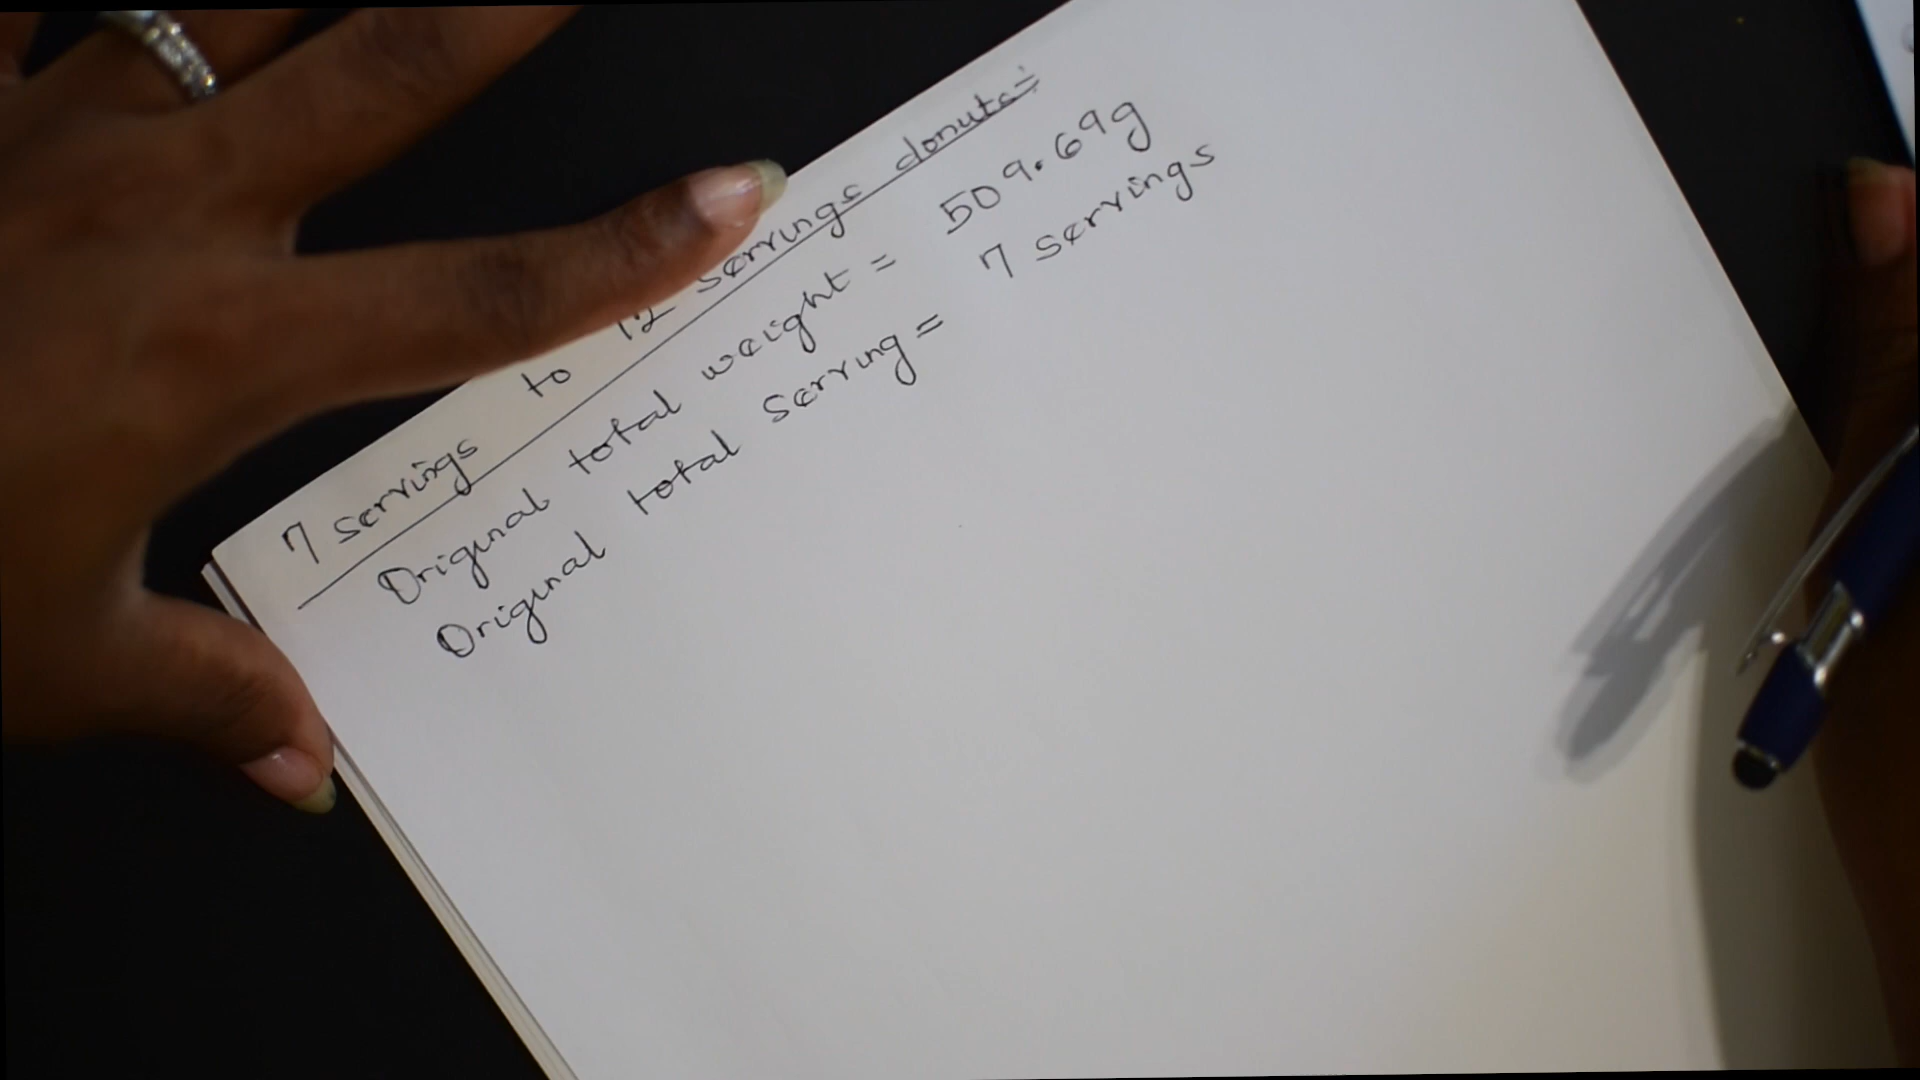 7 servings to 12 servings donuts:-
Original total weight = 509.69g
Original total serving = 7 servings